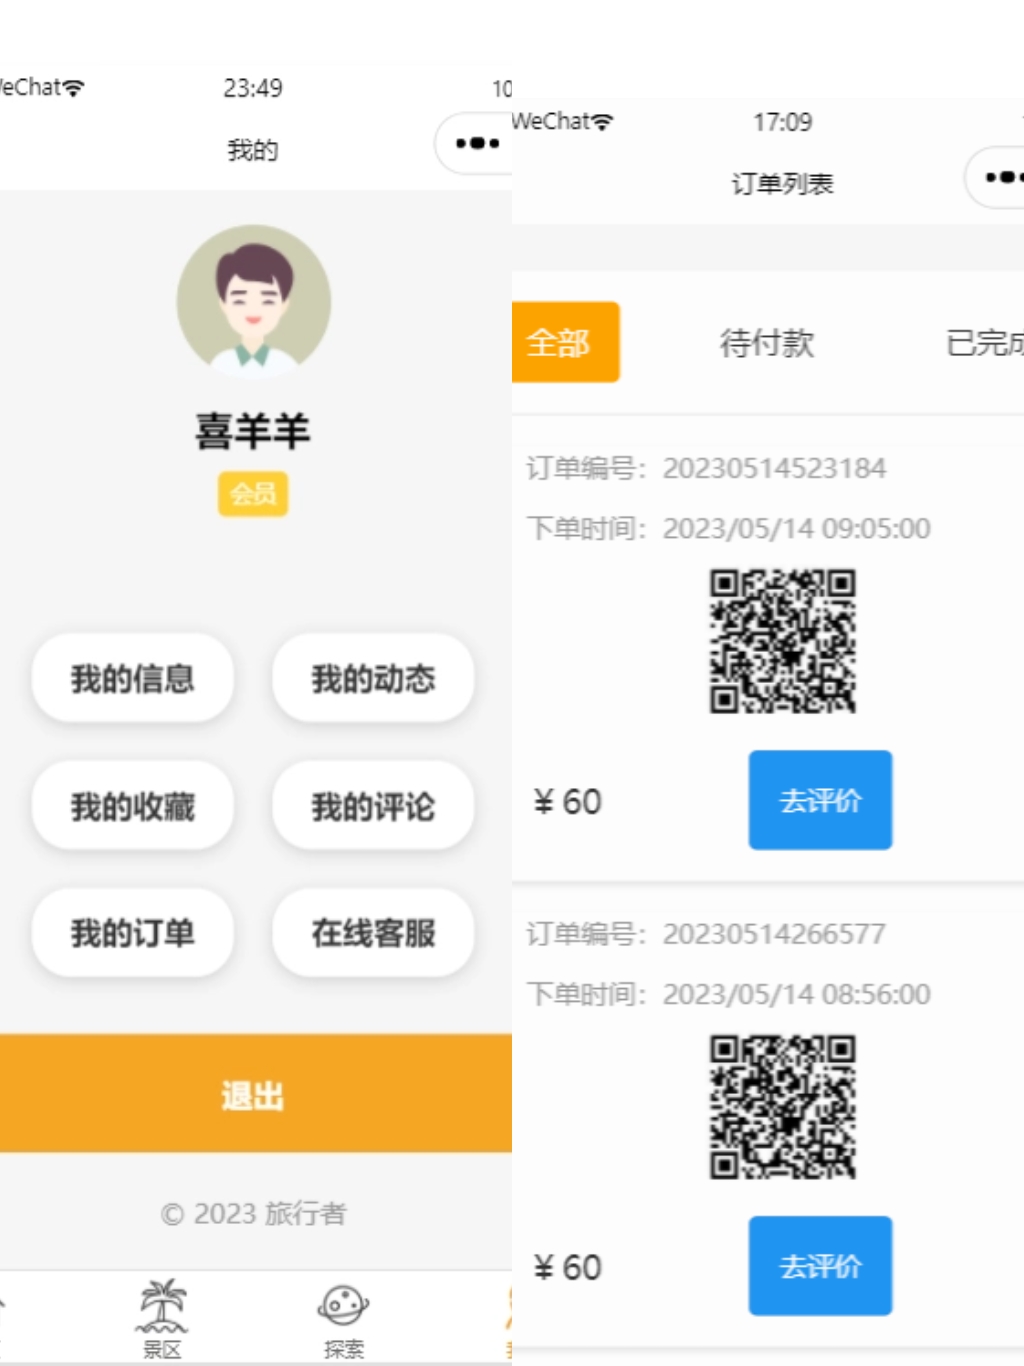 WeChat
23:49
10
我的
喜羊羊
会员
我的信息
我的动态
我的收藏
我的评论
我的订单
在线客服
退出
© 2023 旅行者
景区
探索
WeChat
17:09
订单列表
全部
待付款
已完成
订单编号：20230514523184
下单时间：2023/05/14 09:05:00
¥ 60
去评价
订单编号：20230514266577
下单时间：2023/05/14 08:56:00
¥ 60
去评价